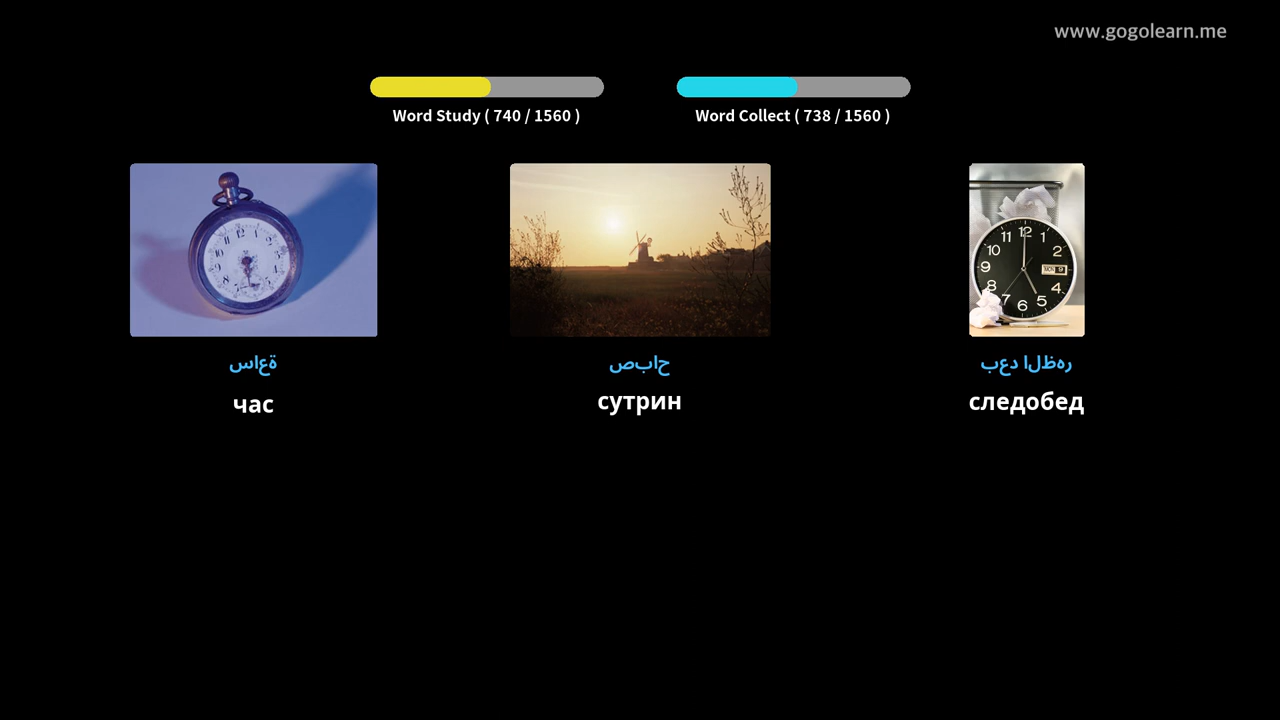 www.gogolearn.me
Word Study ( 740 / 1560 )
Word Collect ( 738 / 1560 )
ةعاس
час
حابص
сутрин
رهظلا دعب
следобед